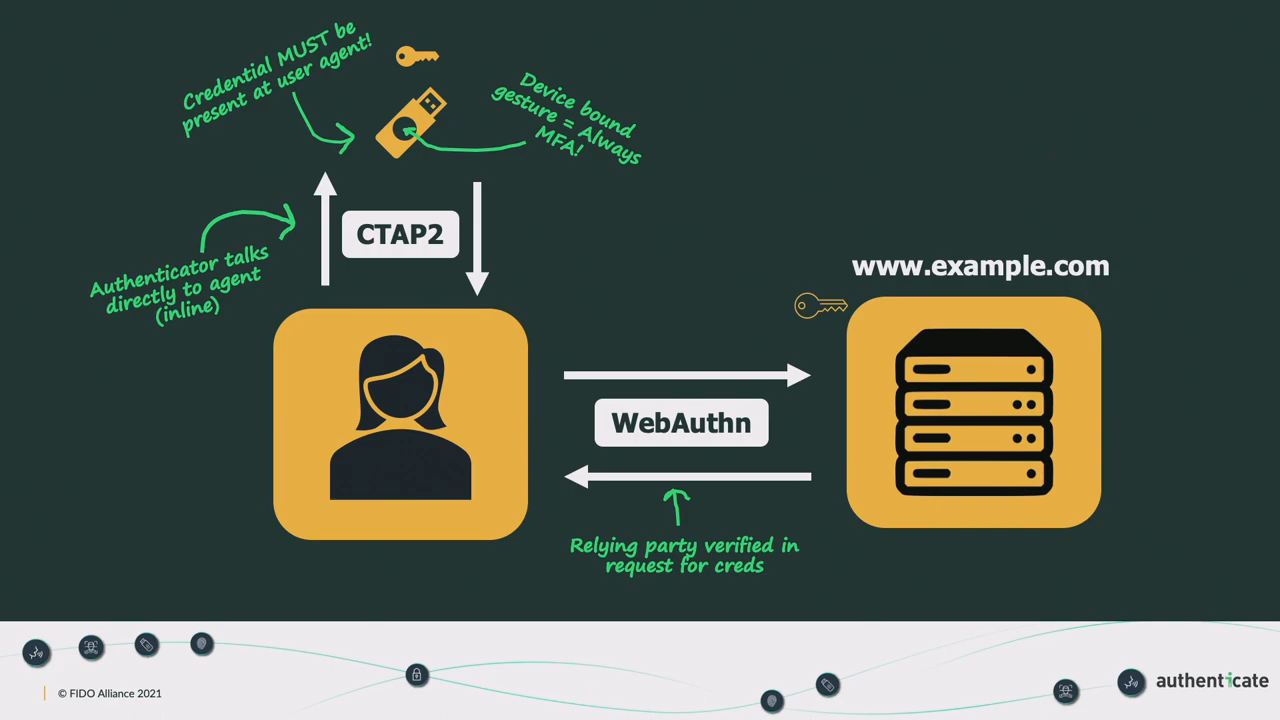 Credential MUST be
present at user agent!
Device bound
gesture = Always
MFA!
CTAP2
Authenticator talks
directly to agent
(inline)
www.example.com
WebAuthn
Relying party verified in
request for creds
© FIDO Alliance 2021
authenticate